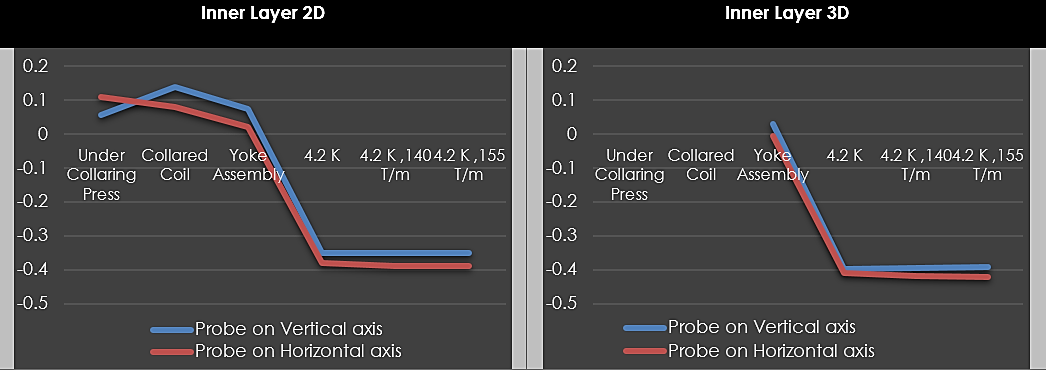 Inner Layer 2D
0.2
0.1
0
-0.1
-0.2
-0.3
-0.4
-0.5
Under
Collaring
Press
Collared
Coil
Yoke
Assembly
4.2 K
4.2 K ,140
T/m
4.2 K ,155
T/m
Probe on Vertical axis
Probe on Horizontal axis
Inner Layer 3D
0.2
0.1
0
-0.1
-0.2
-0.3
-0.4
-0.5
Under
Collaring
Press
Collared
Coil
Yoke
Assembly
4.2 K
4.2 K ,140
T/m
4.2 K ,155
T/m
Probe on Vertical axis
Probe on Horizontal axis